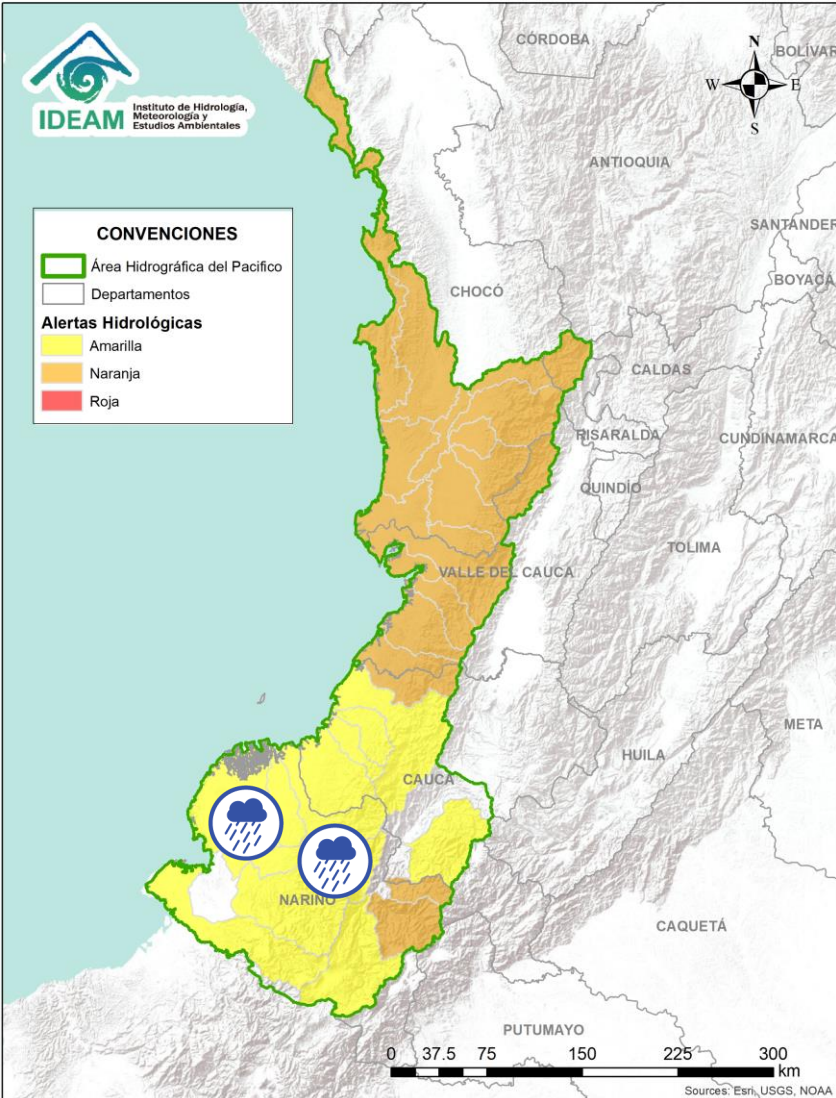 IDEAM
Instituto de Hidrología,
Meteorología y
Estudios Ambientales
N
W
E
S
CÓRDOBA
BOLÍVAR
ANTIOQUIA
SANTANDER
BOYACÁ
CHOCÓ
CALDAS
RISARALDA
CUNDINAMARCA
QUINDÍO
TOLIMA
VALLE DEL CAUCA
META
HUILA
CAUCA
NARIÑO
CAQUETÁ
PUTUMAYO
CONVENCIONES
Área Hidrográfica del Pacifico
Departamentos
Alertas Hidrológicas
Amarilla
Naranja
Roja
0 37.5 75 150 225 300
km
Sources: Esri, USGS, NOAA